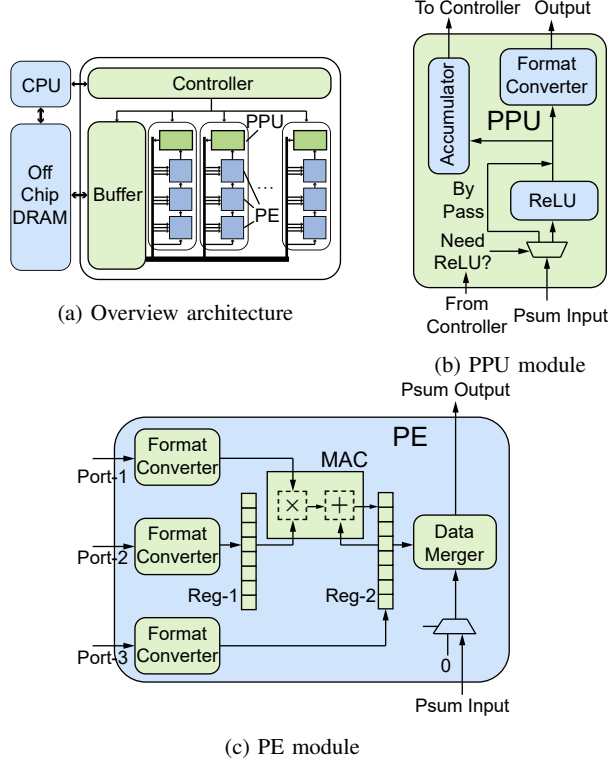 CPU
Controller
PPU
Off
Chip
DRAM
Buffer
...
PE
(a) Overview architecture
To Controller
Output
Accumulator
Format
Converter
PPU
By
Pass
ReLU
Need
ReLU?
From
Controller
Psum Input
(b) PPU module
Psum Output
PE
Format
Converter
Port-1
MAC
×
+
Format
Converter
Port-2
Reg-1
Reg-2
Data
Merger
Format
Converter
Port-3
0
Psum Input
(c) PE module